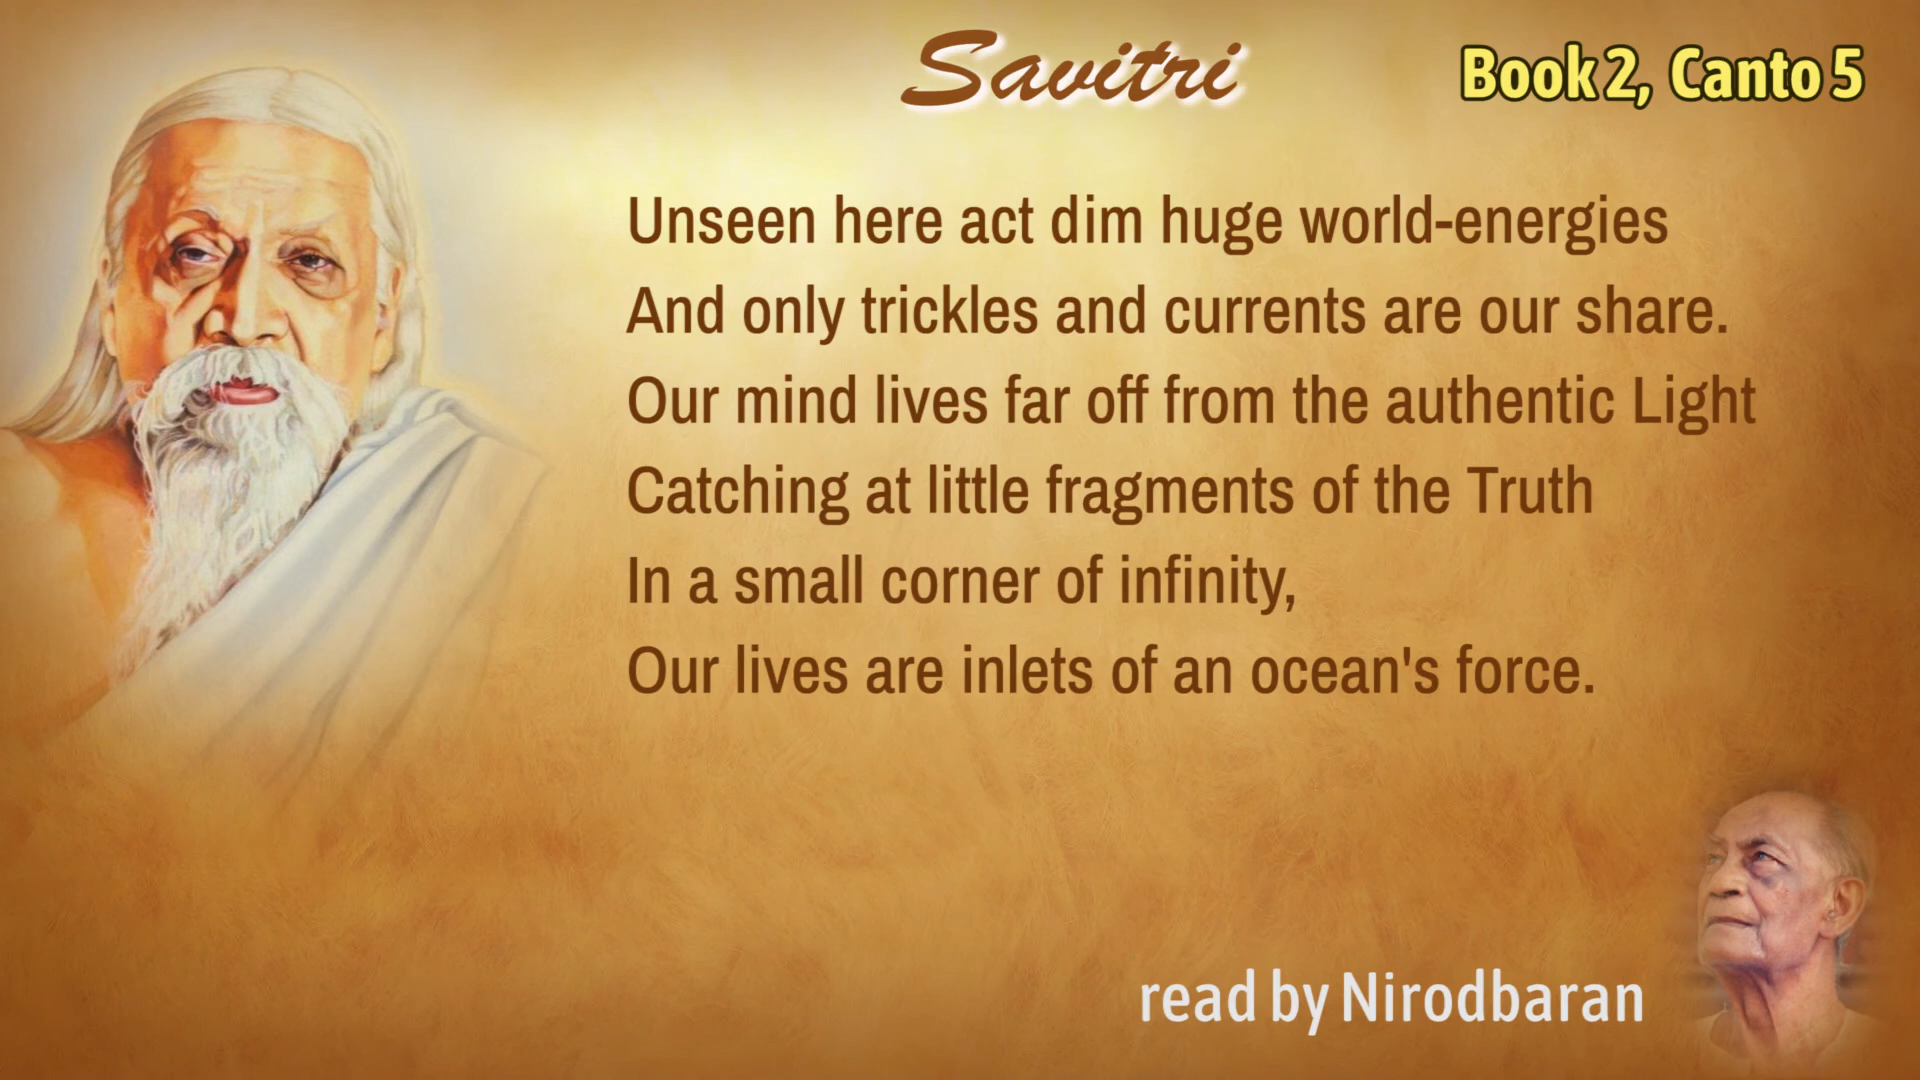 Savitri
Book 2, Canto 5
Unseen here act dim huge world-energies
And only trickles and currents are our share.
Our mind lives far off from the authentic Light
Catching at little fragments of the Truth
In a small corner of infinity,
Our lives are inlets of an ocean's force.
read by Nirodbaran